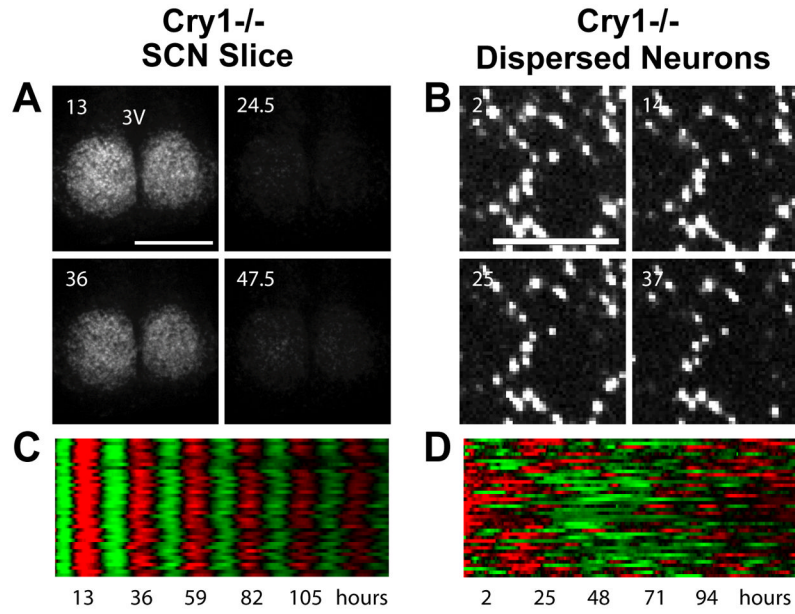 Cry1-/-
SCN Slice
Cry1-/-
Dispersed Neurons
A
13
3V
24.5
36
47.5
B
2
14
25
37
C
13 36 59 82 105 hours
D
2 25 48 71 94 hours